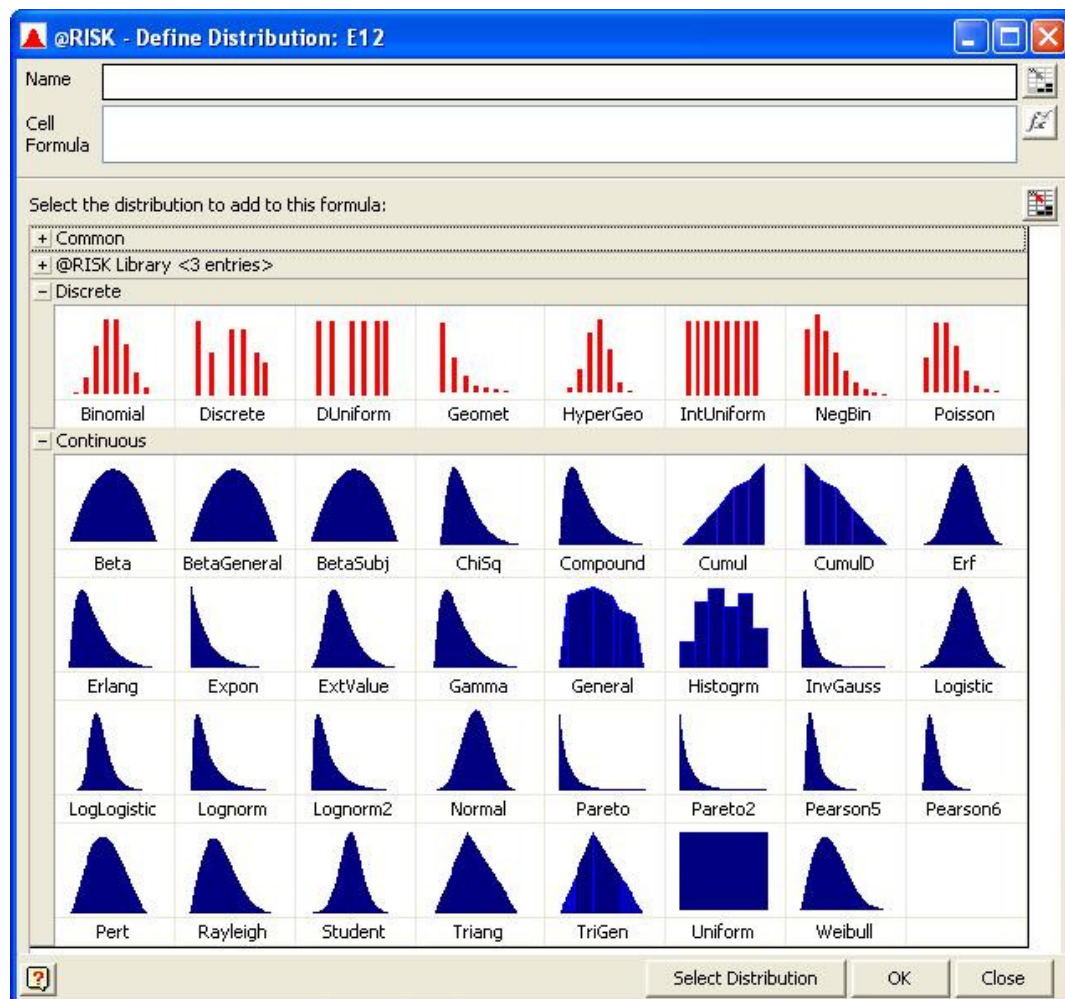 @RISK - Define Distribution: E12
Name
Cell
Formula
Select the distribution to add to this formula:
+ Common
+ @RISK Library <3 entries>
- Discrete
Binomial Discrete DUniform Geomet HyperGeo IntUniform NegBin Poisson
- Continuous
Beta BetaGeneral BetaSubj ChiSq Compound Cumul CumulD Erf
Erlang Expon ExtValue Gamma General Histogrm InvGauss Logistic
LogLogistic Lognorm Lognorm2 Normal Pareto Pareto2 Pearson5 Pearson6
Pert Rayleigh Student Triang TriGen Uniform Weibull
? Select Distribution OK Close